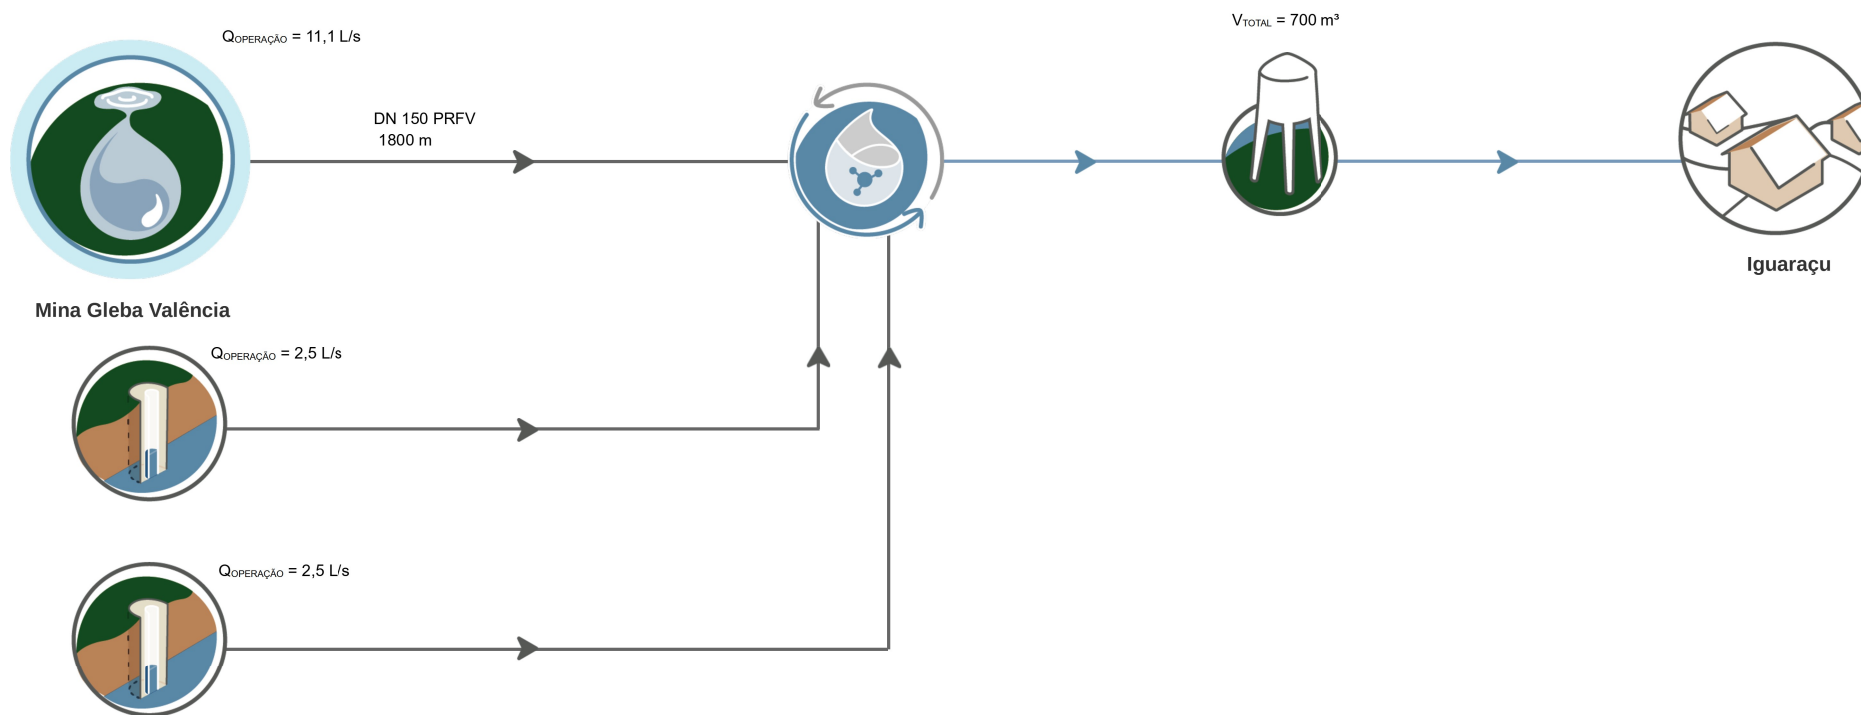 QOPERAÇÃO = 11,1 L/s
VTOTAL = 700 m³
DN 150 PRFV
1800 m
Mina Gleba Valência
Iguaraçu
QOPERAÇÃO = 2,5 L/s
QOPERAÇÃO = 2,5 L/s